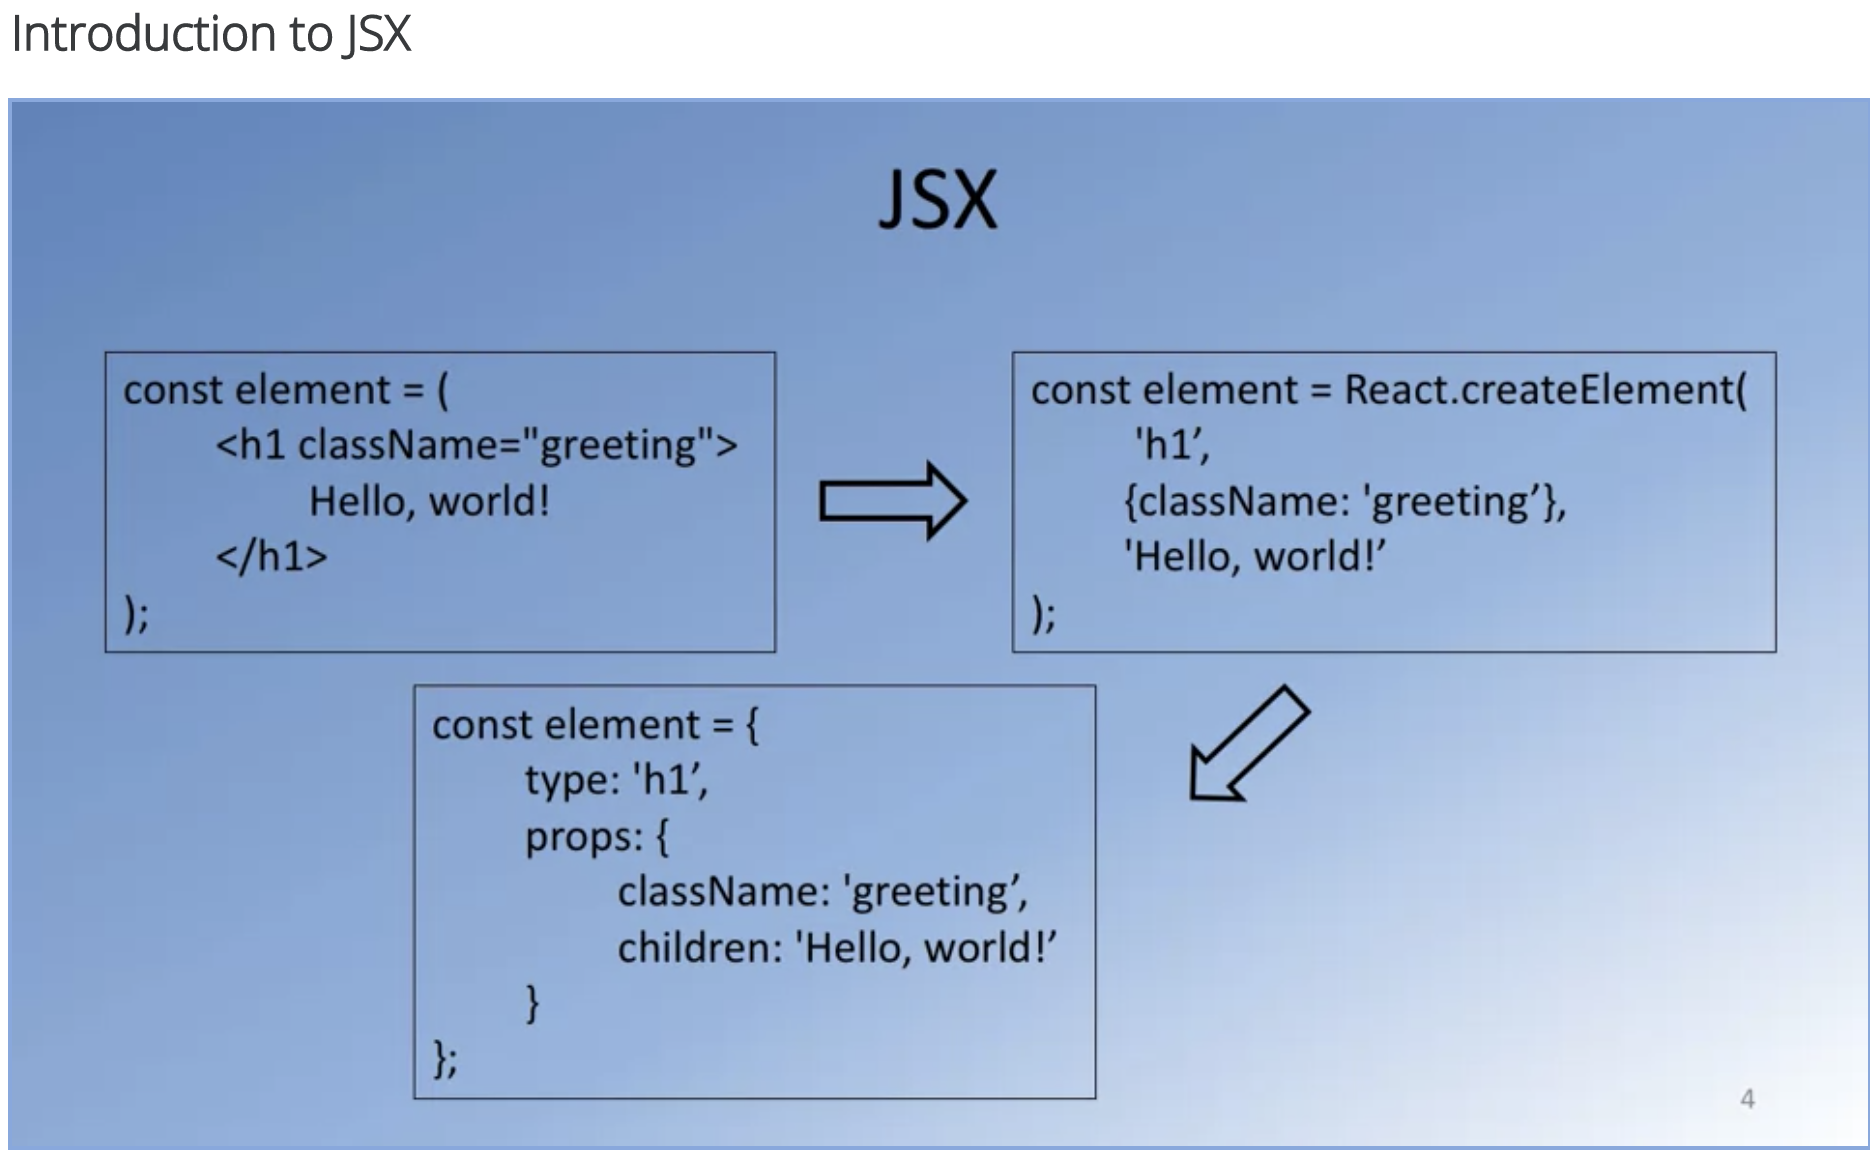 Introduction to JSX
JSX
const element = (
<h1 className="greeting">
Hello, world!
</h1>
);
const element = React.createElement(
'h1’,
{className: 'greeting’},
'Hello, world!’
);
const element = {
type: 'h1’,
props: {
className: 'greeting’,
children: 'Hello, world!’
}
};
4